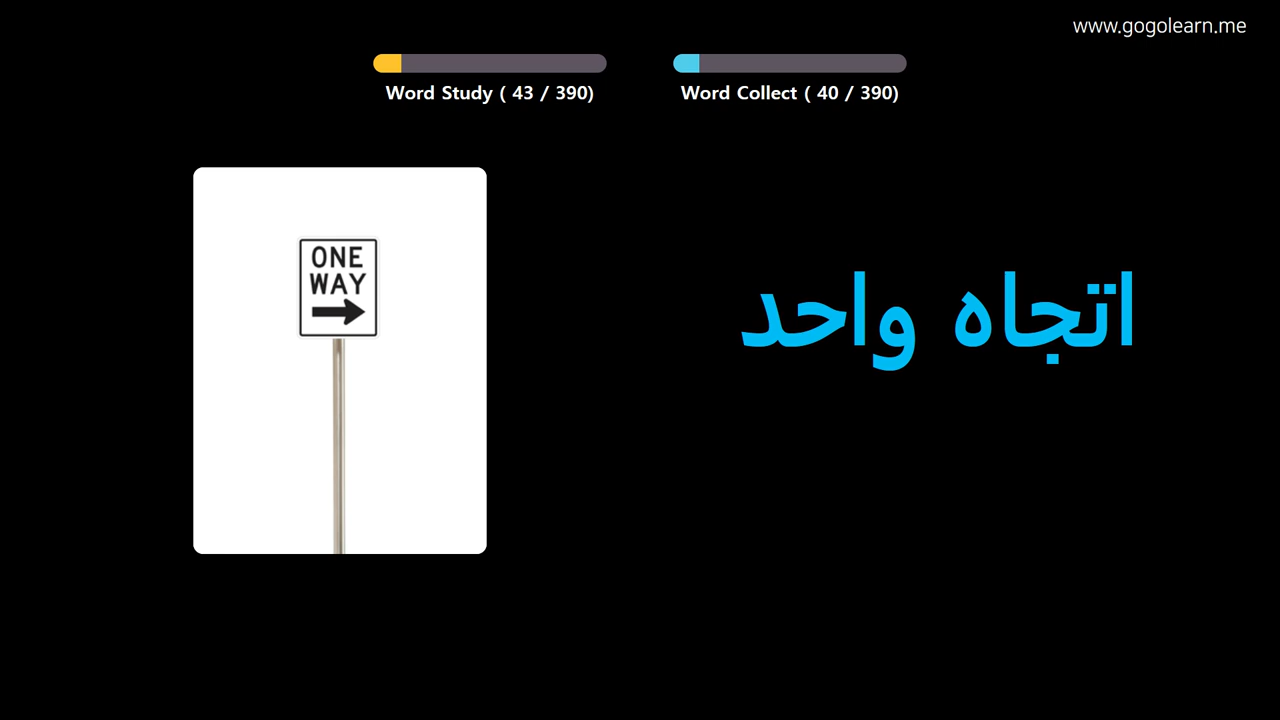 www.gogolearn.me
Word Study ( 43 / 390)
Word Collect ( 40 / 390)
ONE
WAY
اتجاه واحد